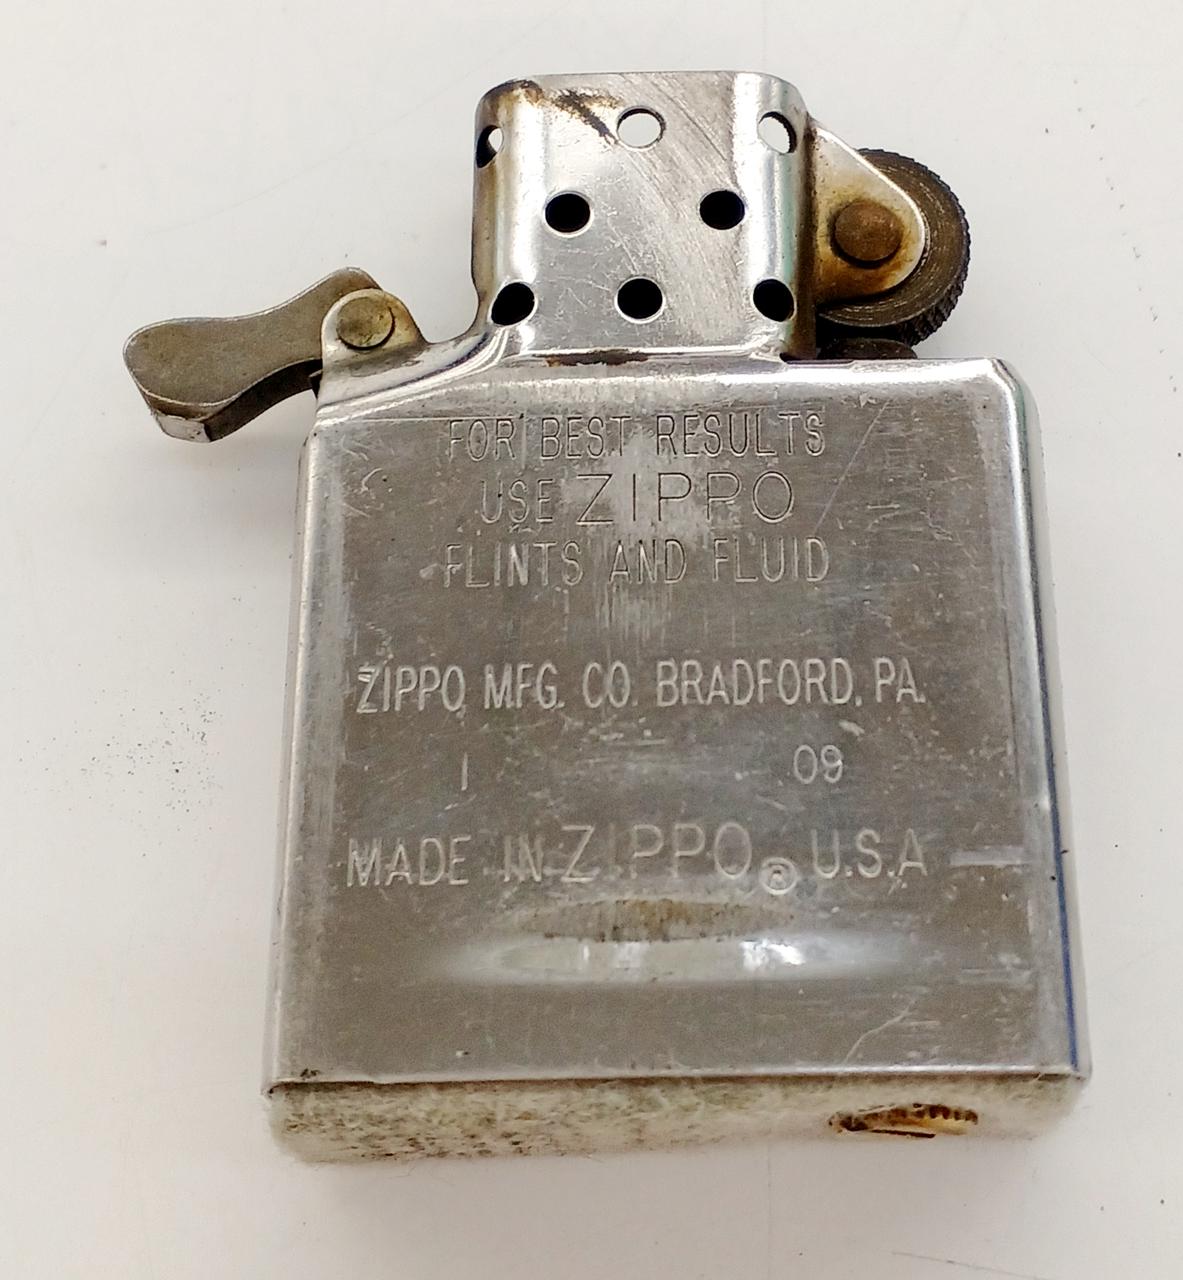 FOR BEST RESULTS
USE ZIPPO
FLINTS AND FLUID
ZIPPO MFG. CO. BRADFORD, PA.
I 09
MADE IN ZIPPO® U.S.A